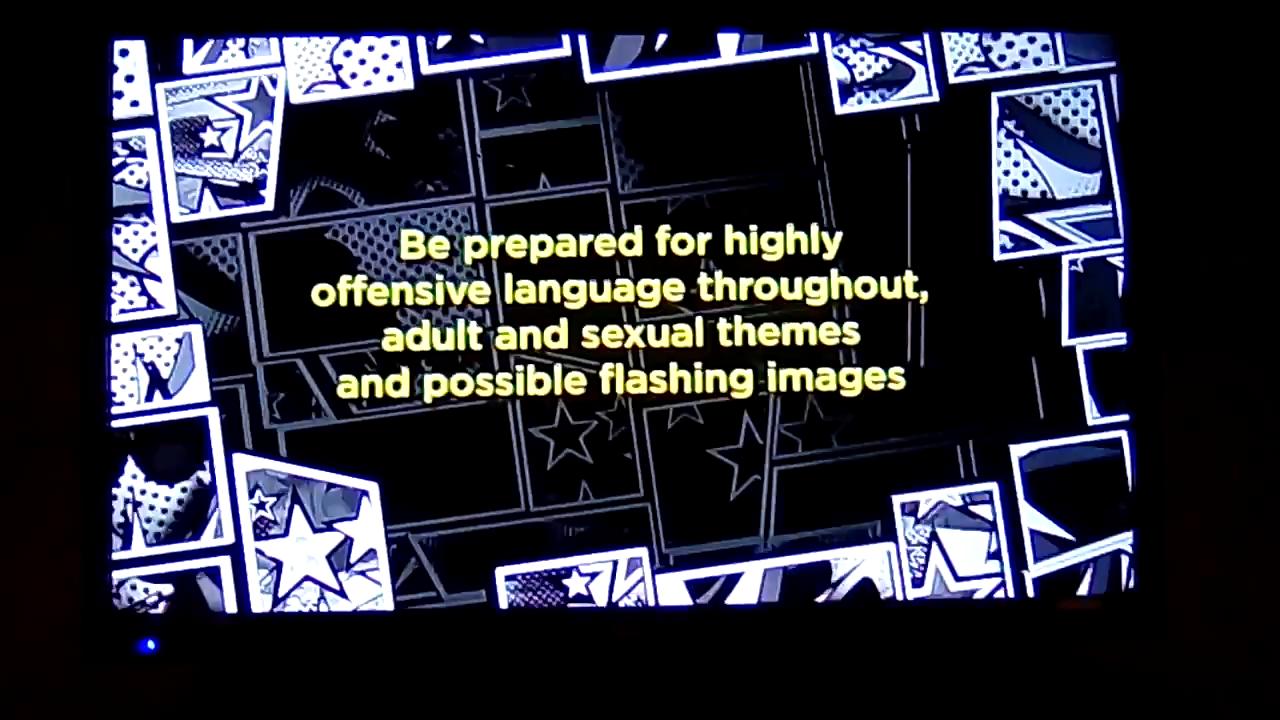 Be prepared for highly
offensive language throughout,
adult and sexual themes
and possible flashing images